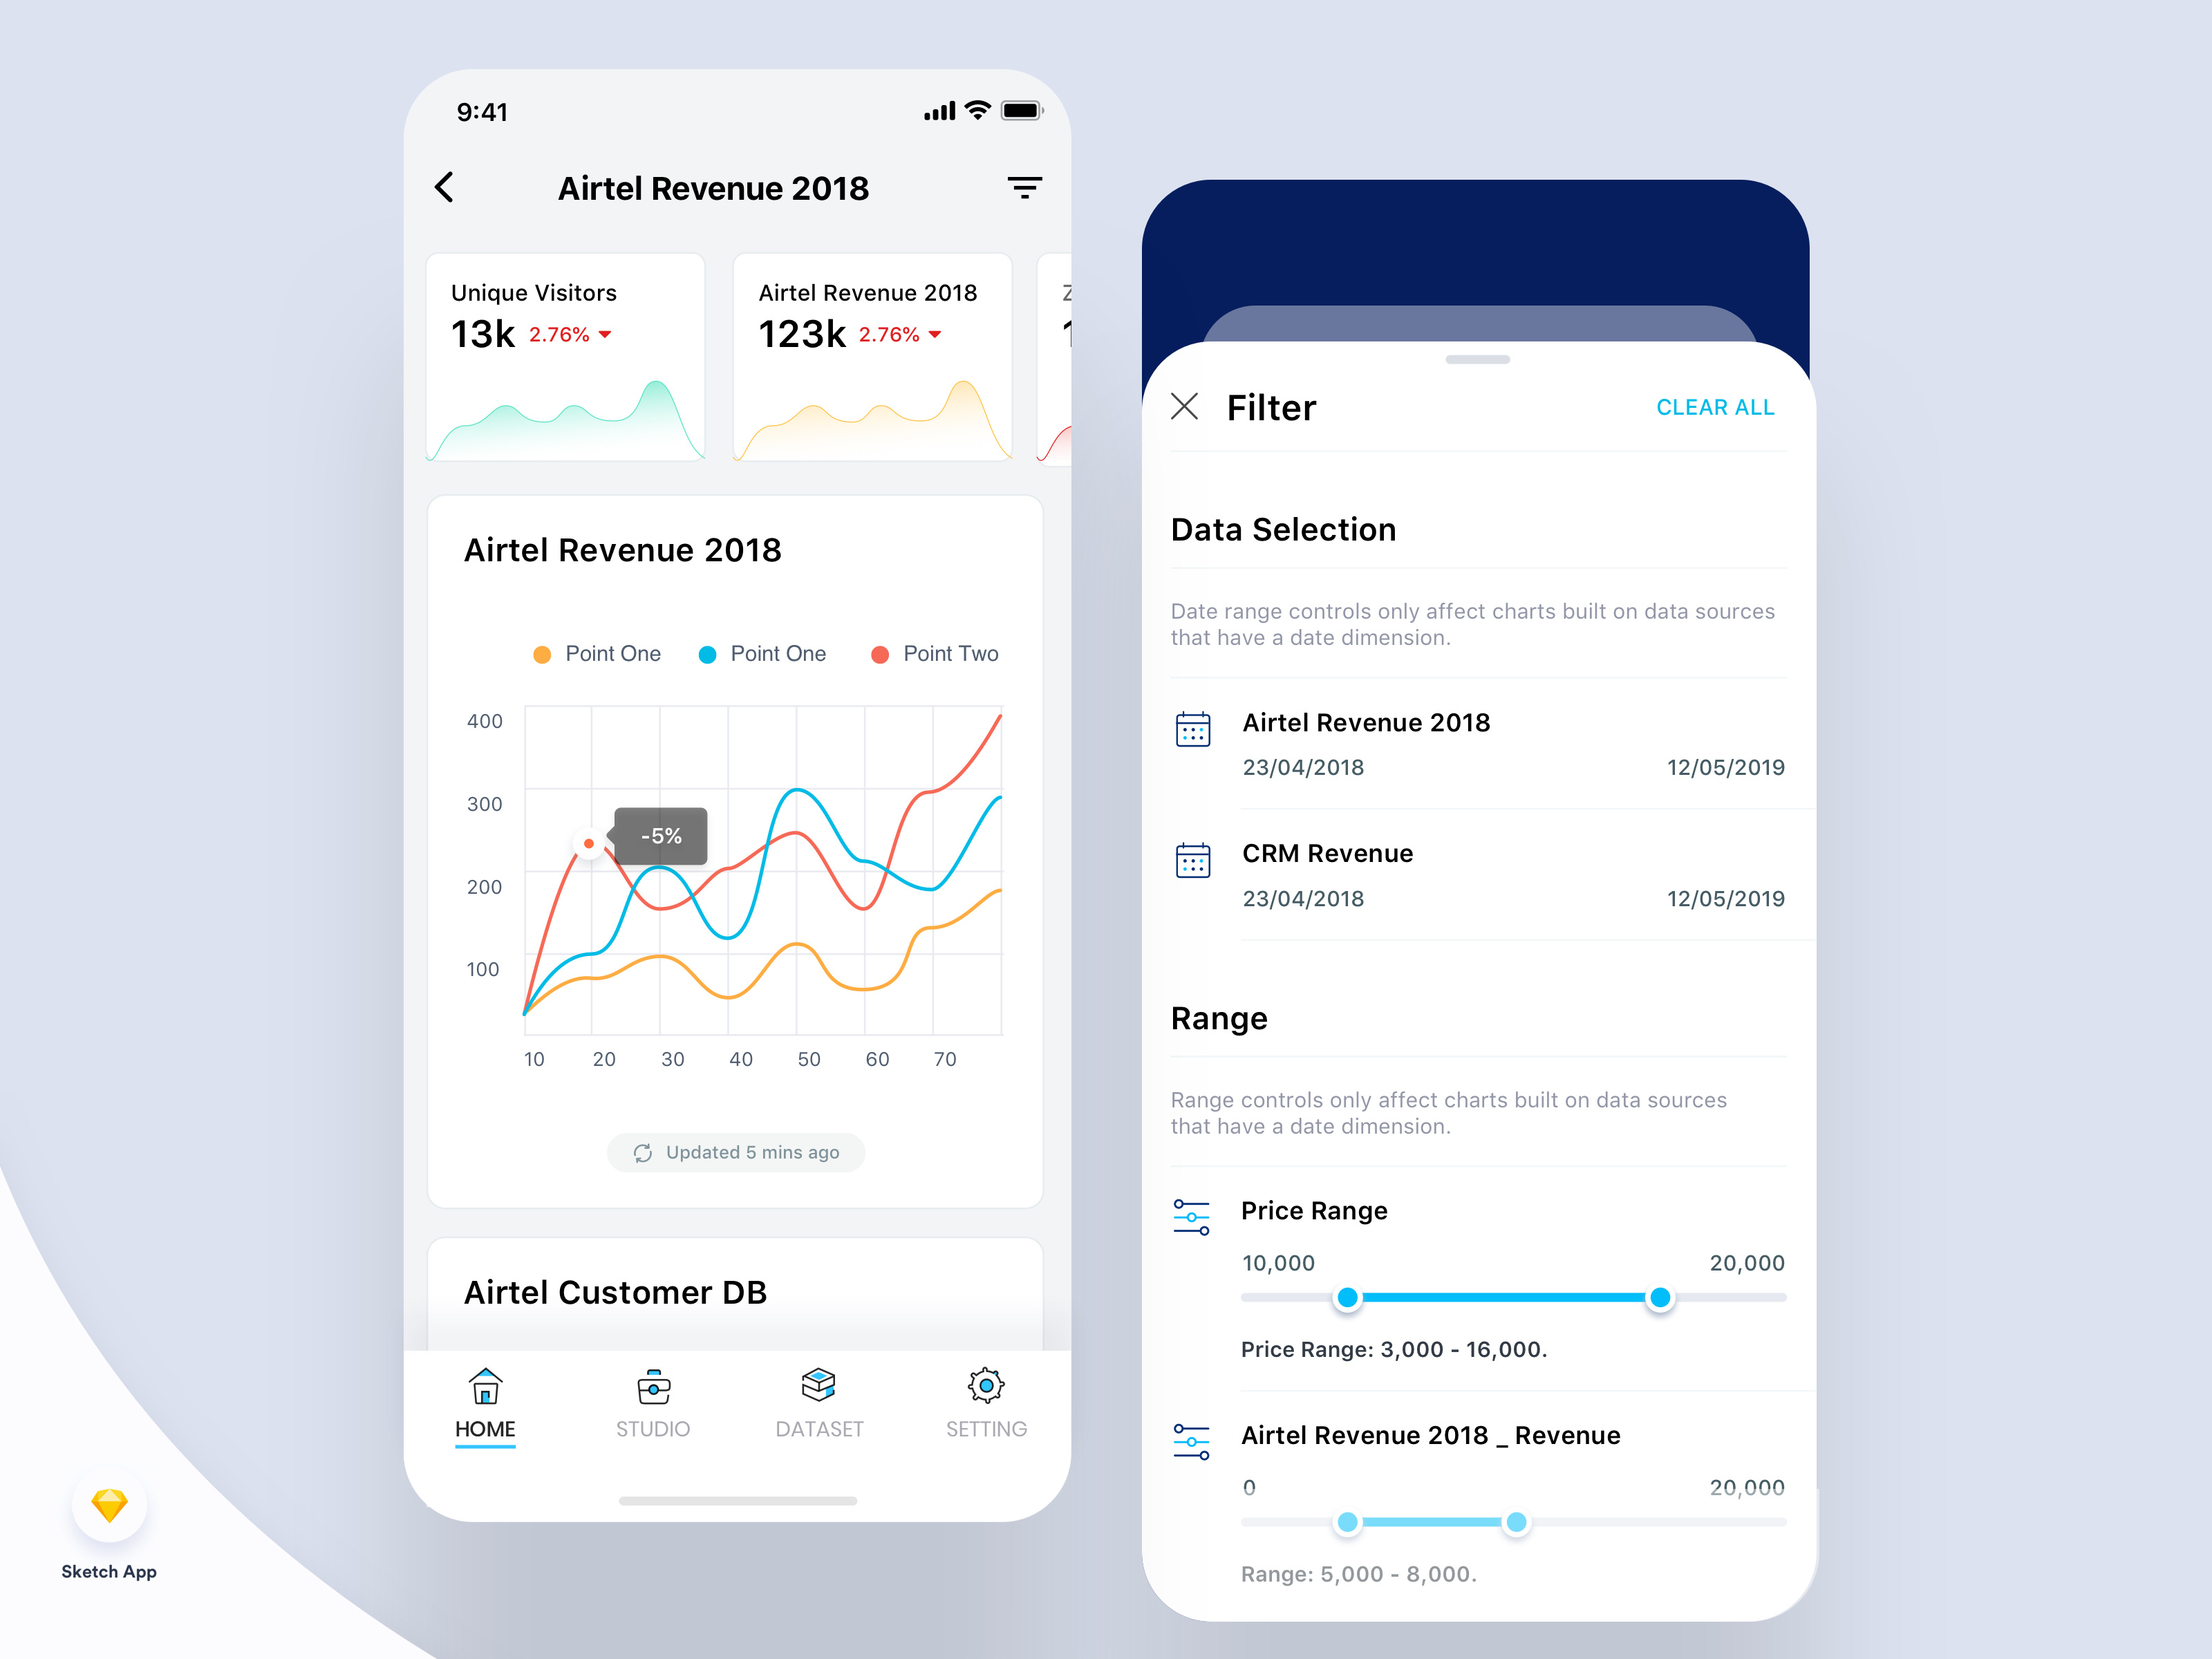 9:41
Airtel Revenue 2018
Unique Visitors
13k 2.76%
Airtel Revenue 2018
123k 2.76%
Airtel Revenue 2018
Point One Point One Point Two
400
300
200
100
-5%
10 20 30 40 50 60 70
Updated 5 mins ago
Airtel Customer DB
HOME STUDIO DATASET SETTING
Filter CLEAR ALL
Data Selection
Date range controls only affect charts built on data sources
that have a date dimension.
Airtel Revenue 2018
23/04/2018 12/05/2019
CRM Revenue
23/04/2018 12/05/2019
Range
Range controls only affect charts built on data sources
that have a date dimension.
Price Range
10,000 20,000
Price Range: 3,000 - 16,000.
Airtel Revenue 2018 _ Revenue
0 20,000
Range: 5,000 - 8,000.
Sketch App